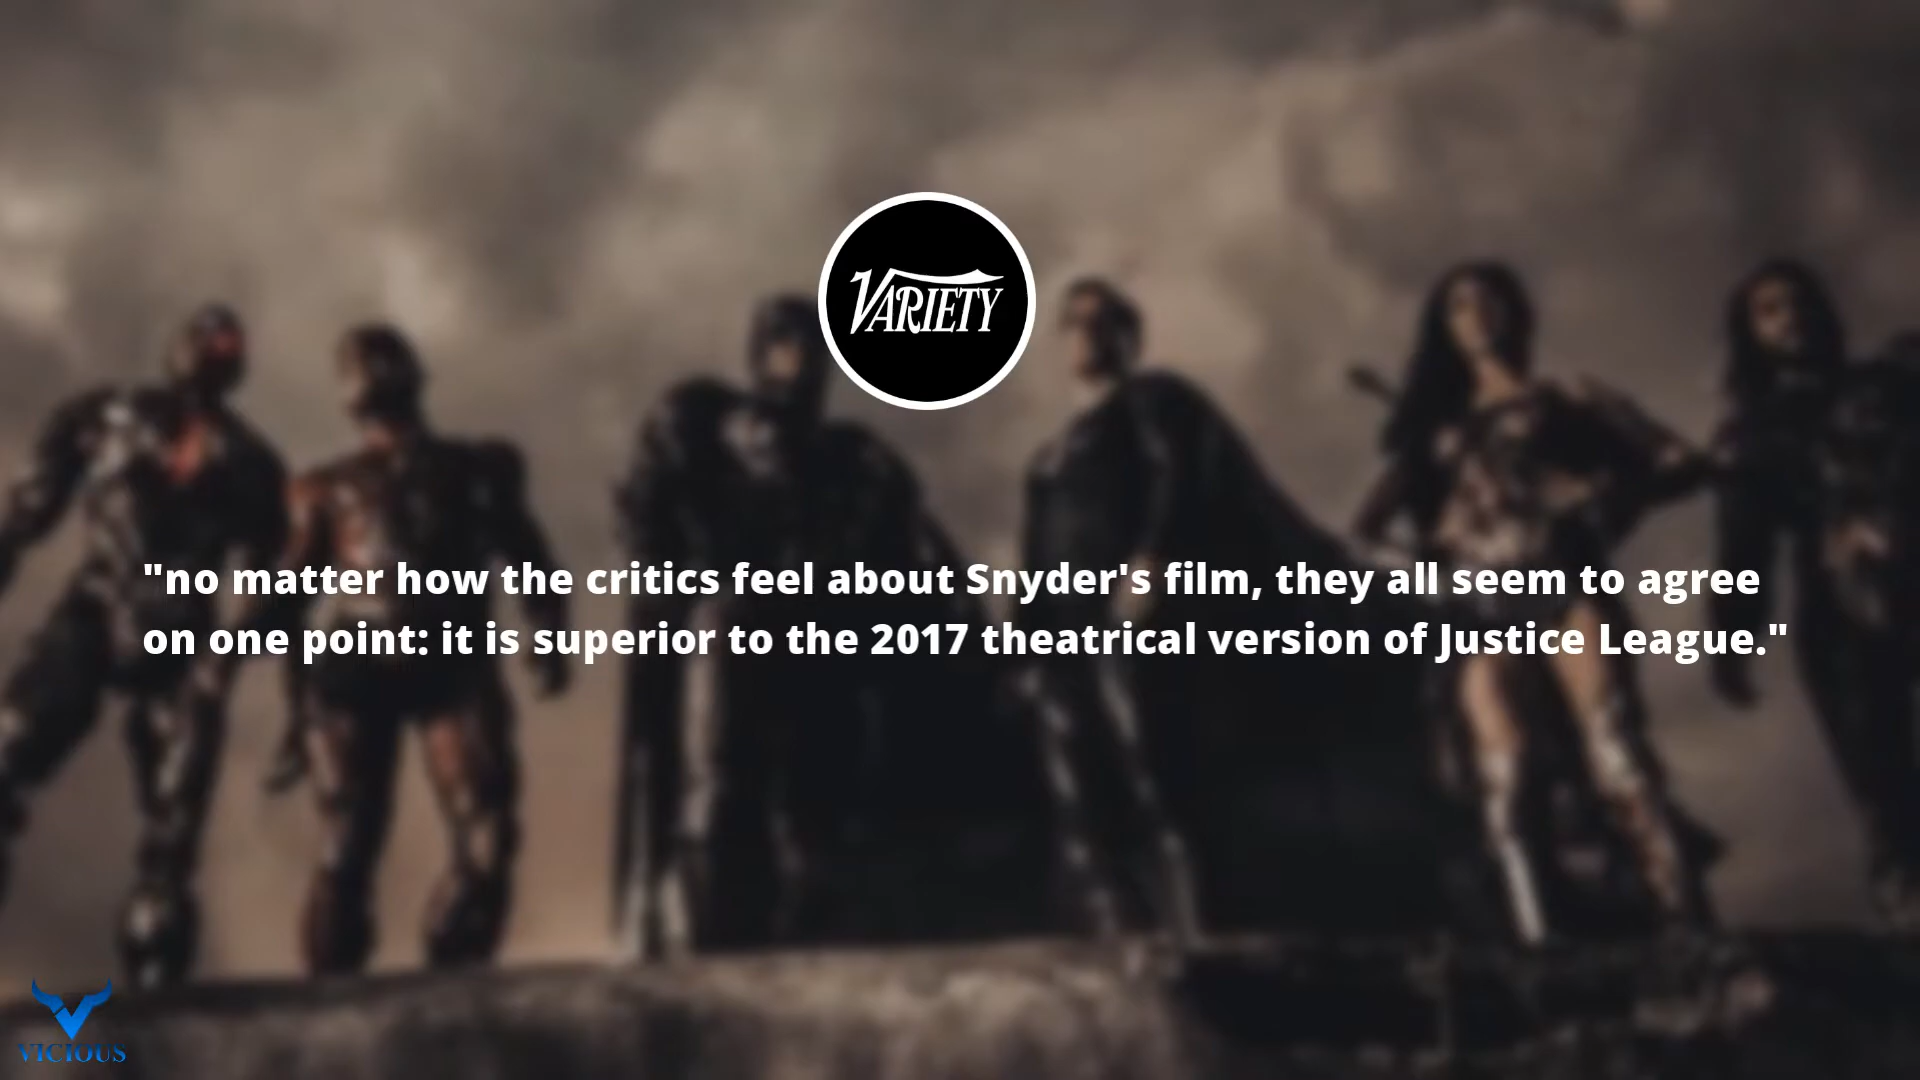 VARIETY
"no matter how the critics feel about Snyder's film, they all seem to agree
on one point: it is superior to the 2017 theatrical version of Justice League."
VICIOUS